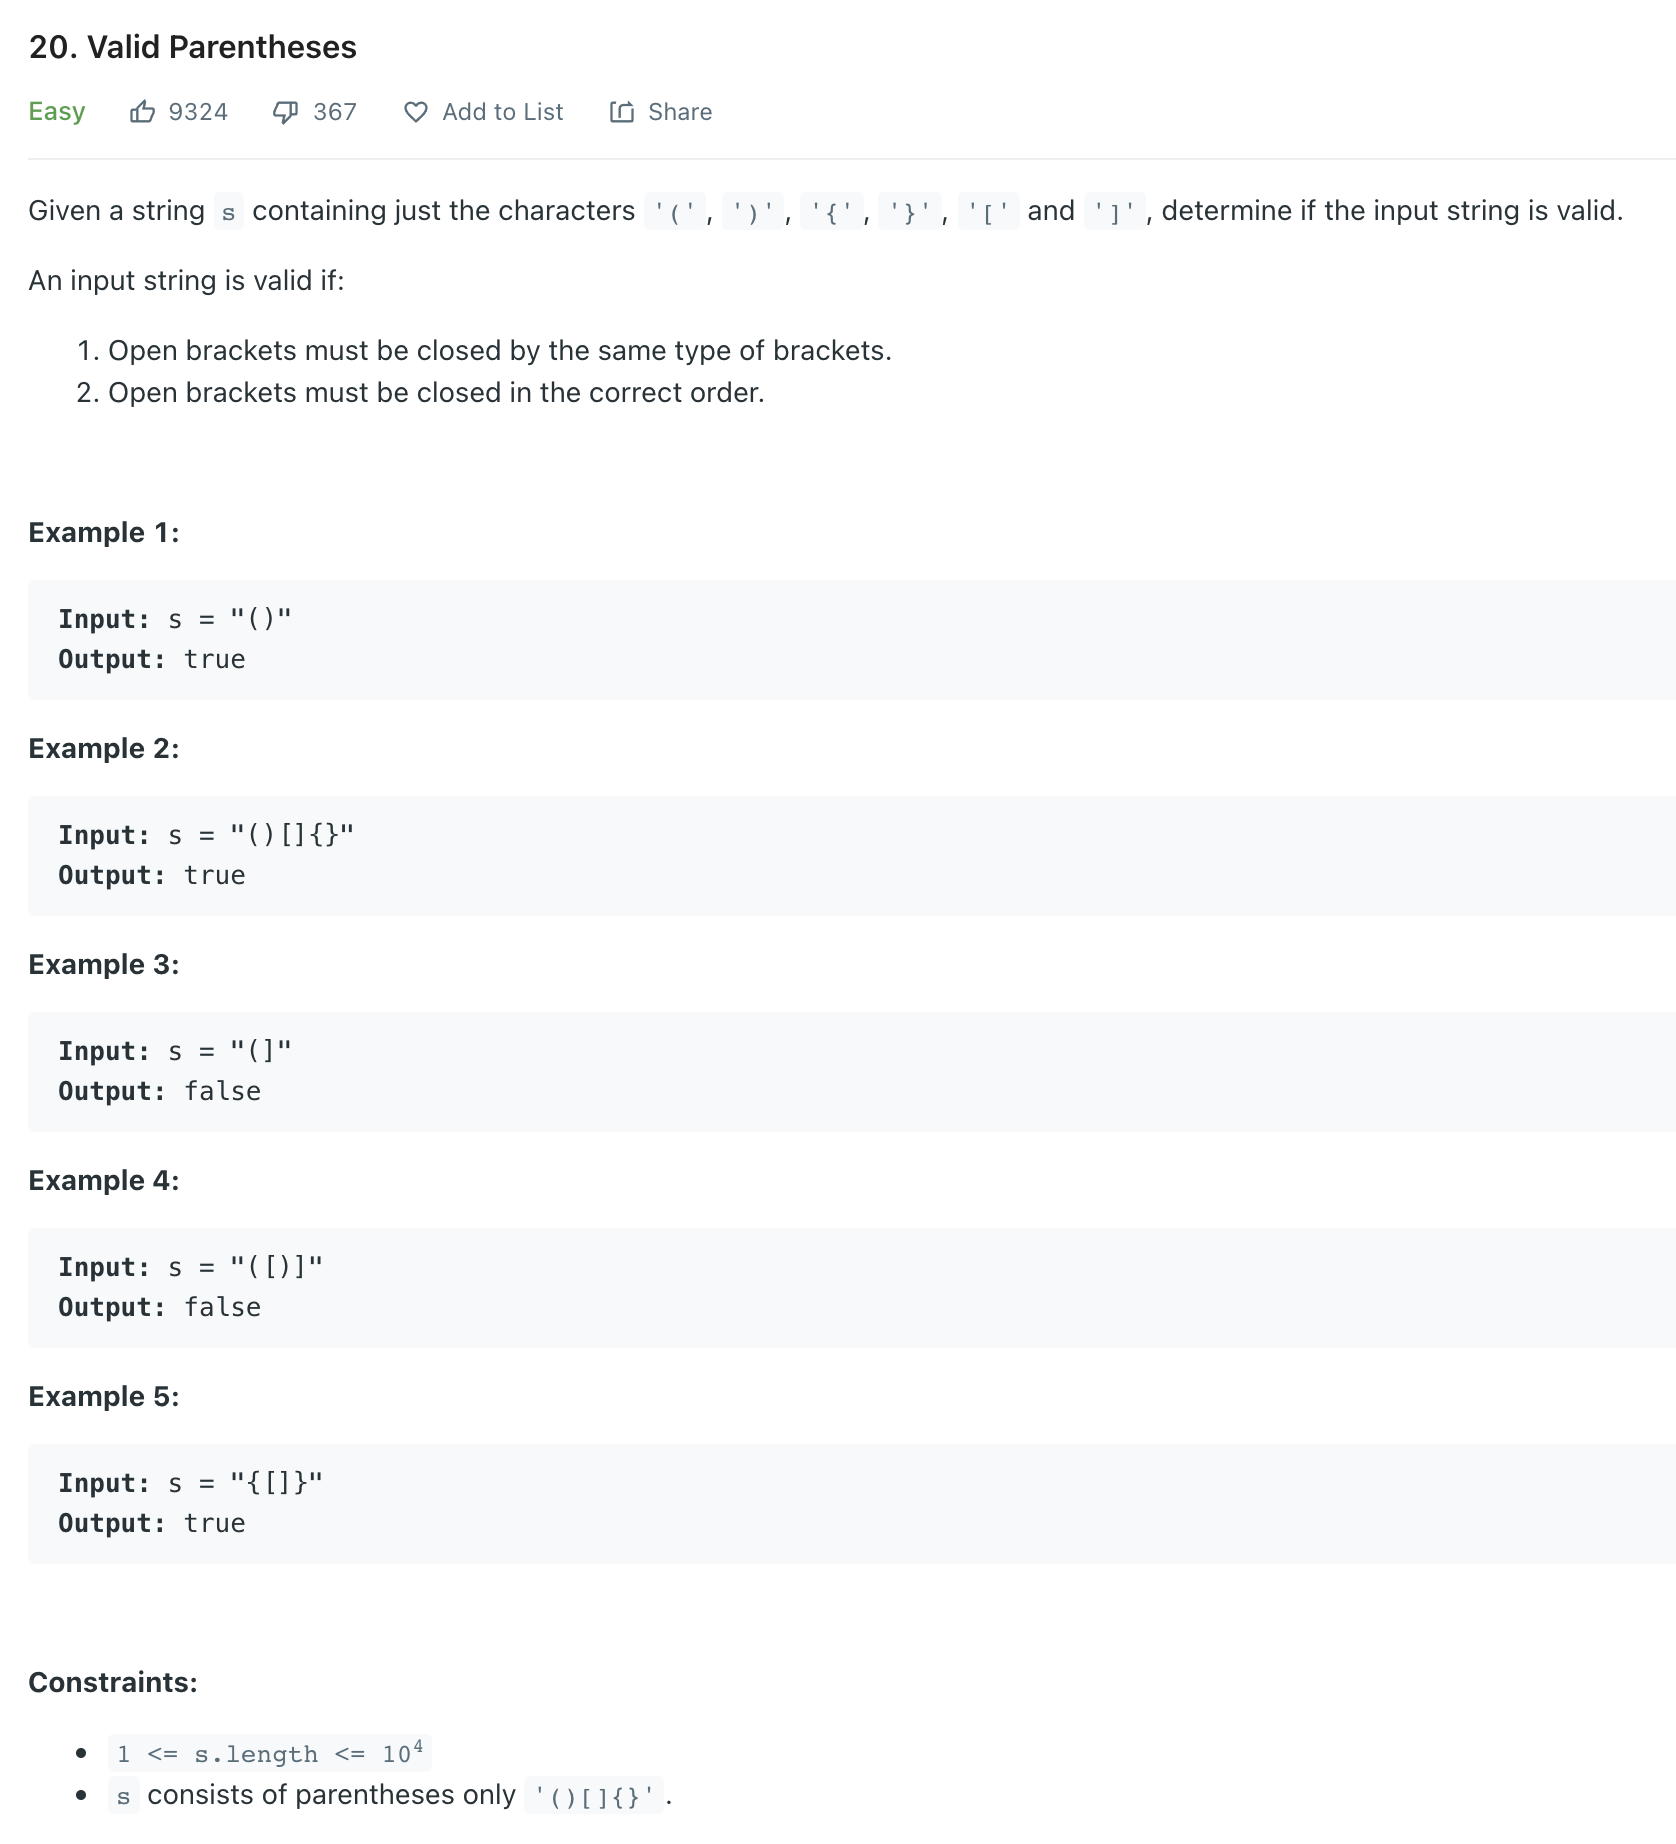 20. Valid Parentheses
Easy 9324 367 Add to List Share
Given a string s containing just the characters '(', ')', '{', '}', '[' and ']', determine if the input string is valid.
An input string is valid if:
1. Open brackets must be closed by the same type of brackets.
2. Open brackets must be closed in the correct order.
Example 1:
Input: s = "()"
Output: true
Example 2:
Input: s = "()[]{}"
Output: true
Example 3:
Input: s = "(]"
Output: false
Example 4:
Input: s = "([)]"
Output: false
Example 5:
Input: s = "{[]}"
Output: true
Constraints:
• 1 <= s.length <= 10⁴
• s consists of parentheses only '()[]{}'.